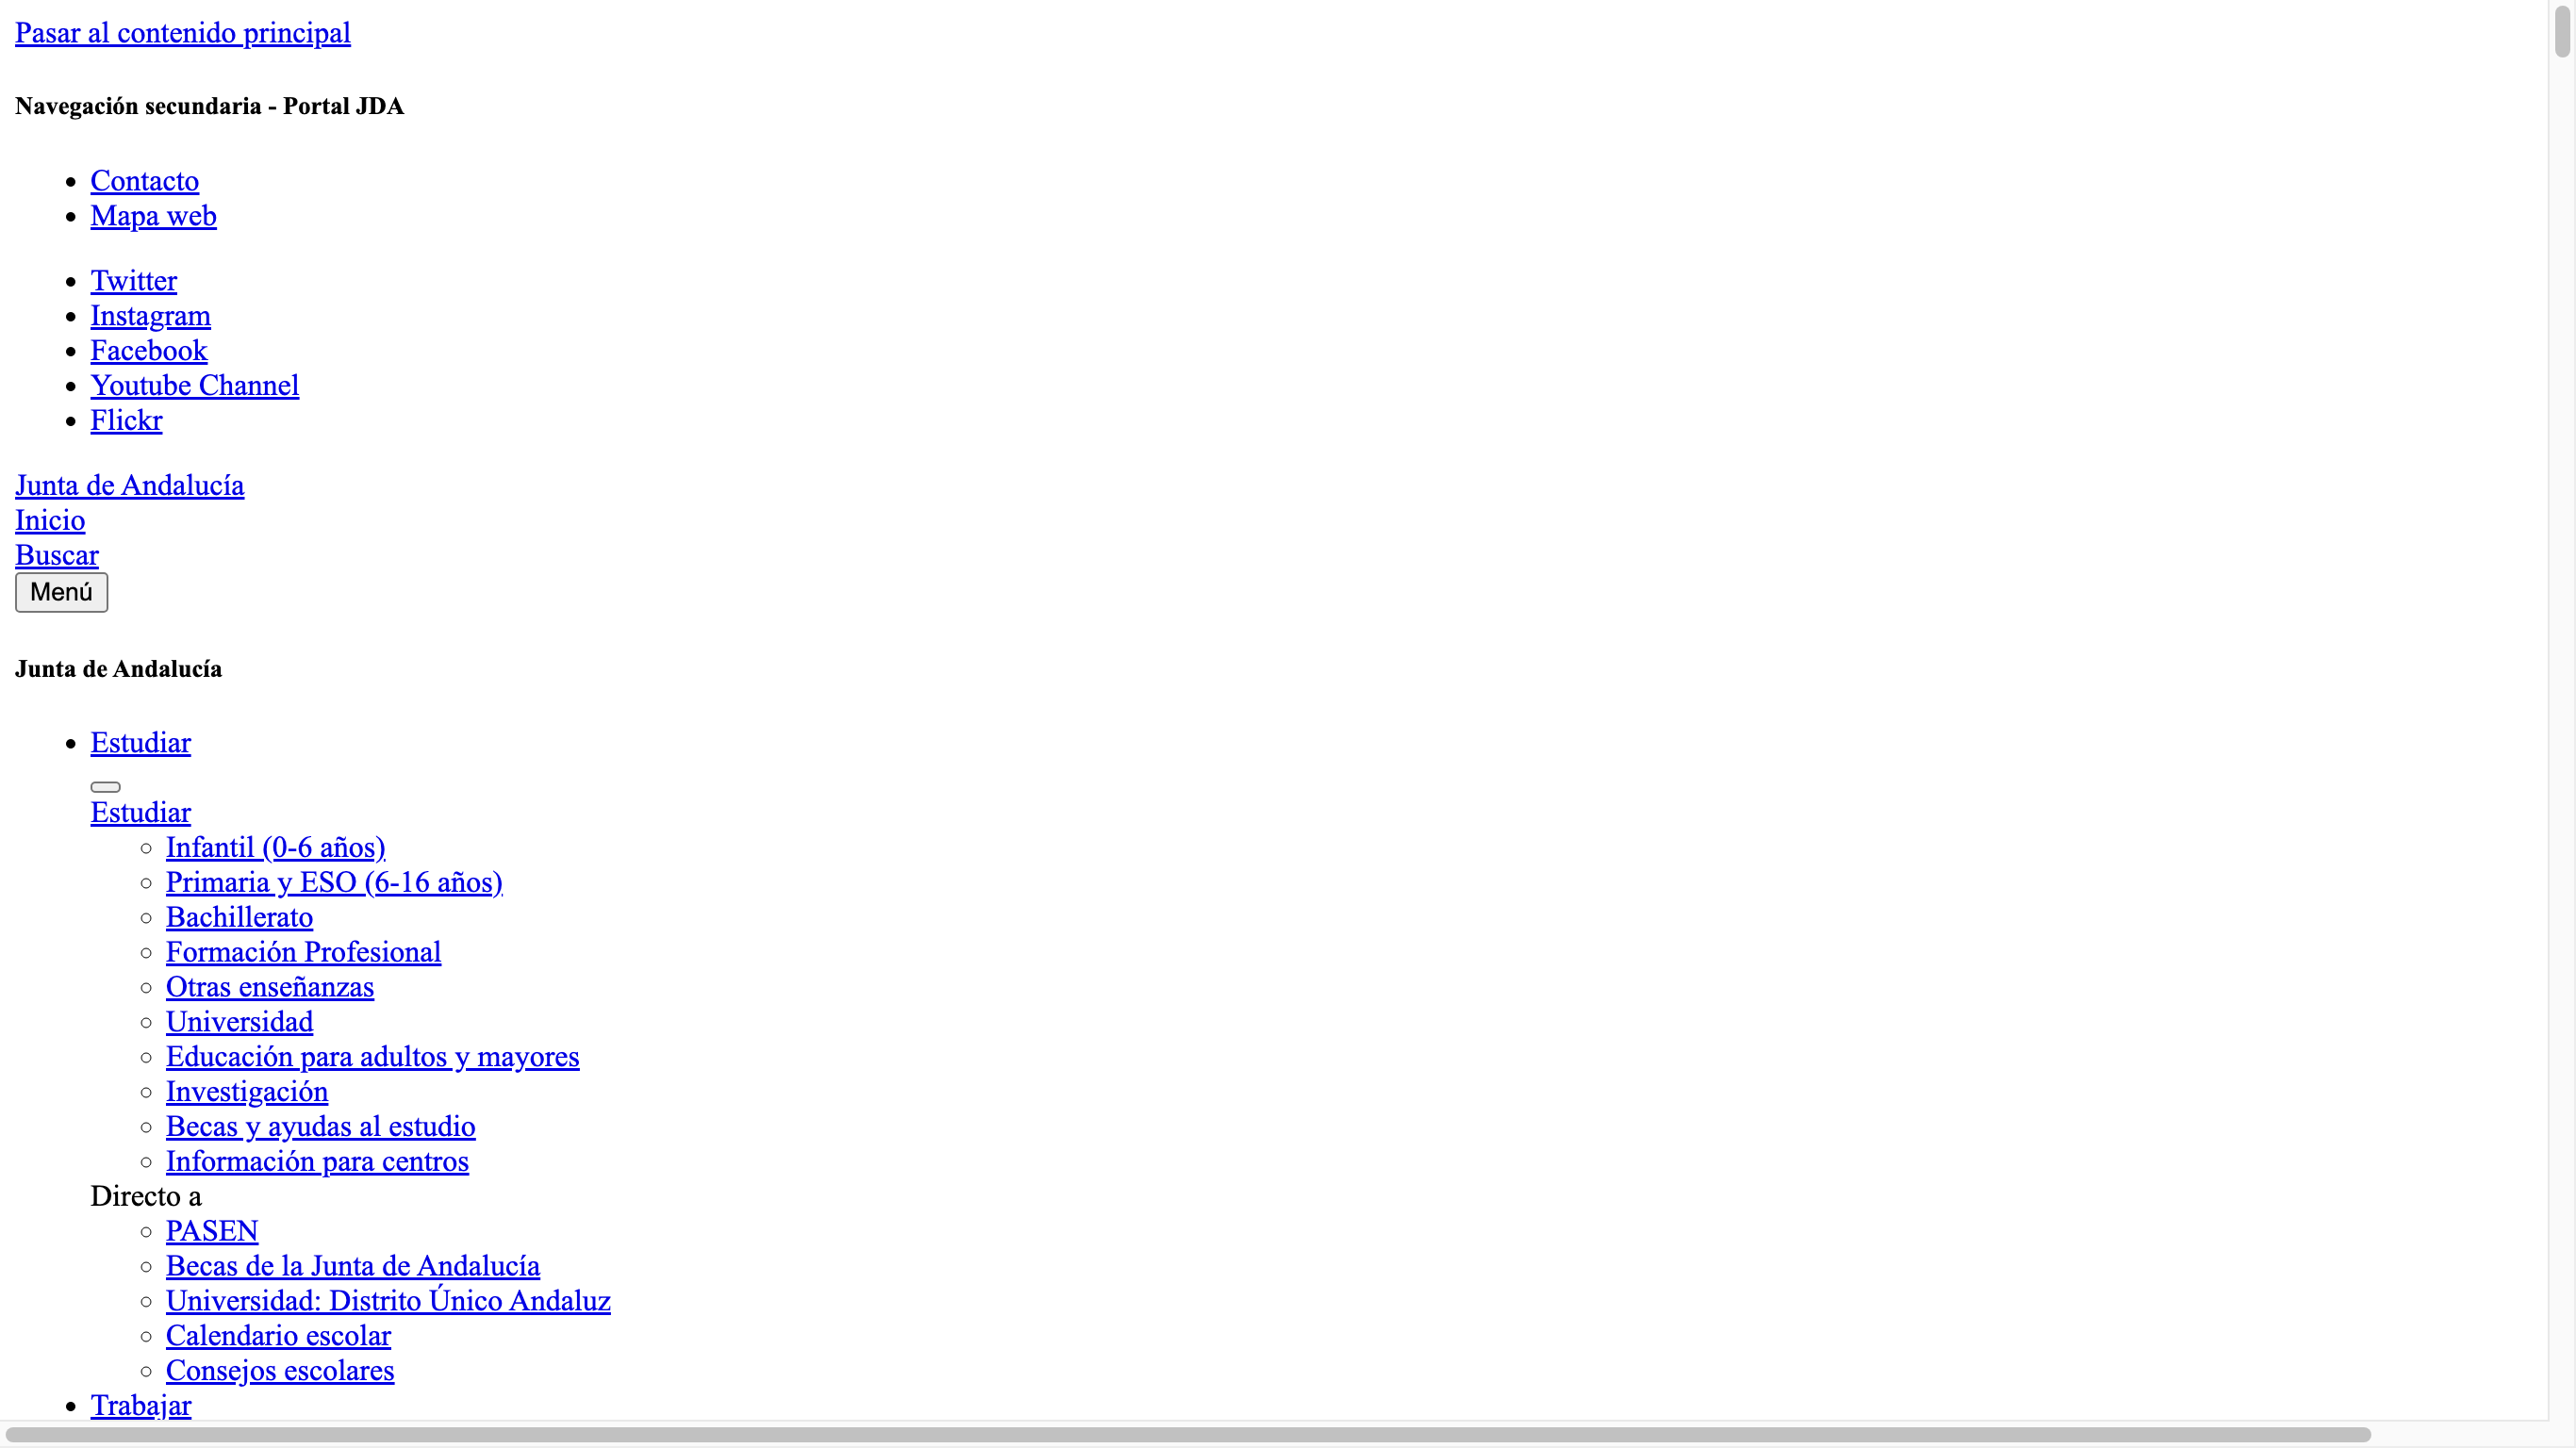 Pasar al contenido principal
Navegación secundaria - Portal JDA
Contacto
Mapa web
Twitter
Instagram
Facebook
Youtube Channel
Flickr
Junta de Andalucía
Inicio
Buscar
Menú
Junta de Andalucía
Estudiar
Estudiar
Infantil (0-6 años)
Primaria y ESO (6-16 años)
Bachillerato
Formación Profesional
Otras enseñanzas
Universidad
Educación para adultos y mayores
Investigación
Becas y ayudas al estudio
Información para centros
Directo a
PASEN
Becas de la Junta de Andalucía
Universidad: Distrito Único Andaluz
Calendario escolar
Consejos escolares
Trabajar